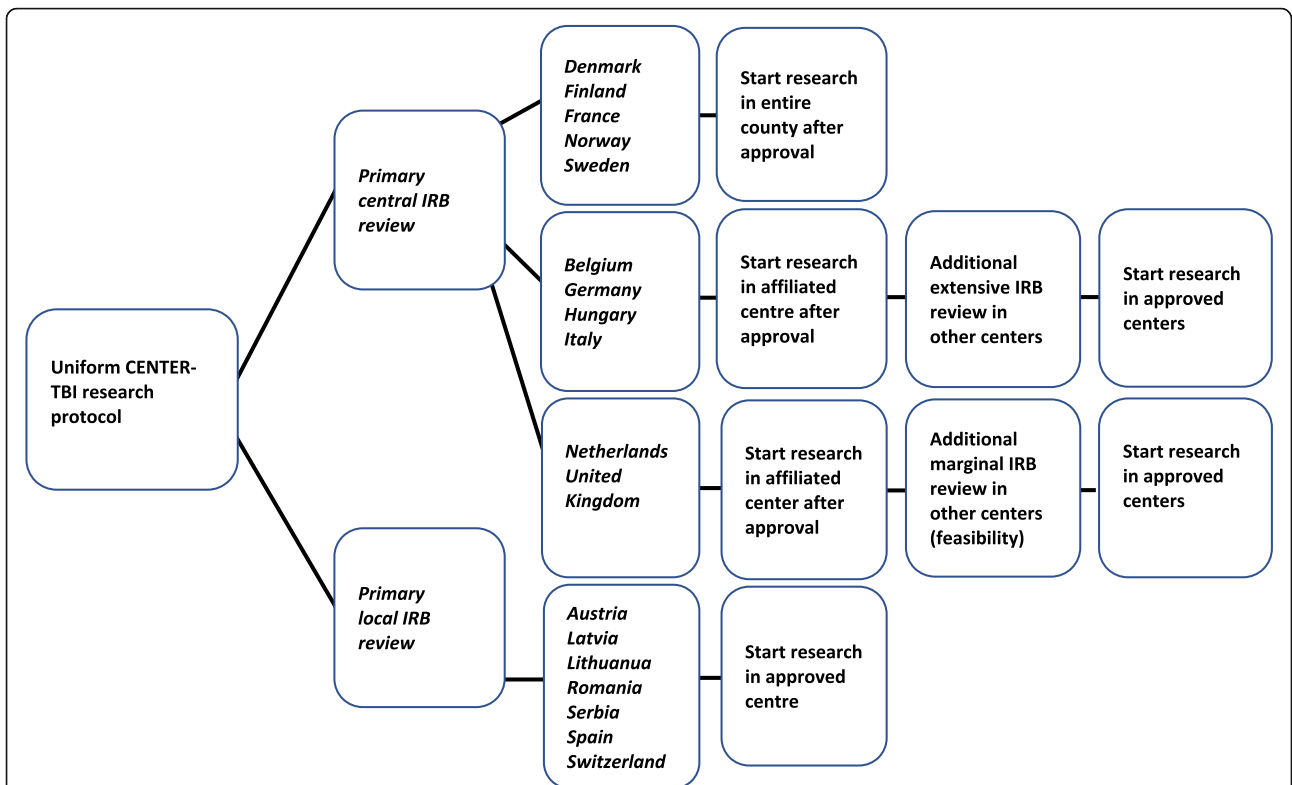 Uniform CENTER-
TBI research
protocol
Primary
central IRB
review
Denmark
Finland
France
Norway
Sweden
Start research
in entire
county after
approval
Belgium
Germany
Hungary
Italy
Start research
in affiliated
centre after
approval
Additional
extensive IRB
review in
other centers
Start research
in approved
centers
Netherlands
United
Kingdom
Start research
in affiliated
center after
approval
Additional
marginal IRB
review in
other centers
(feasibility)
Start research
in approved
centers
Primary
local IRB
review
Austria
Latvia
Lithuanua
Romania
Serbia
Spain
Switzerland
Start research
in approved
centre